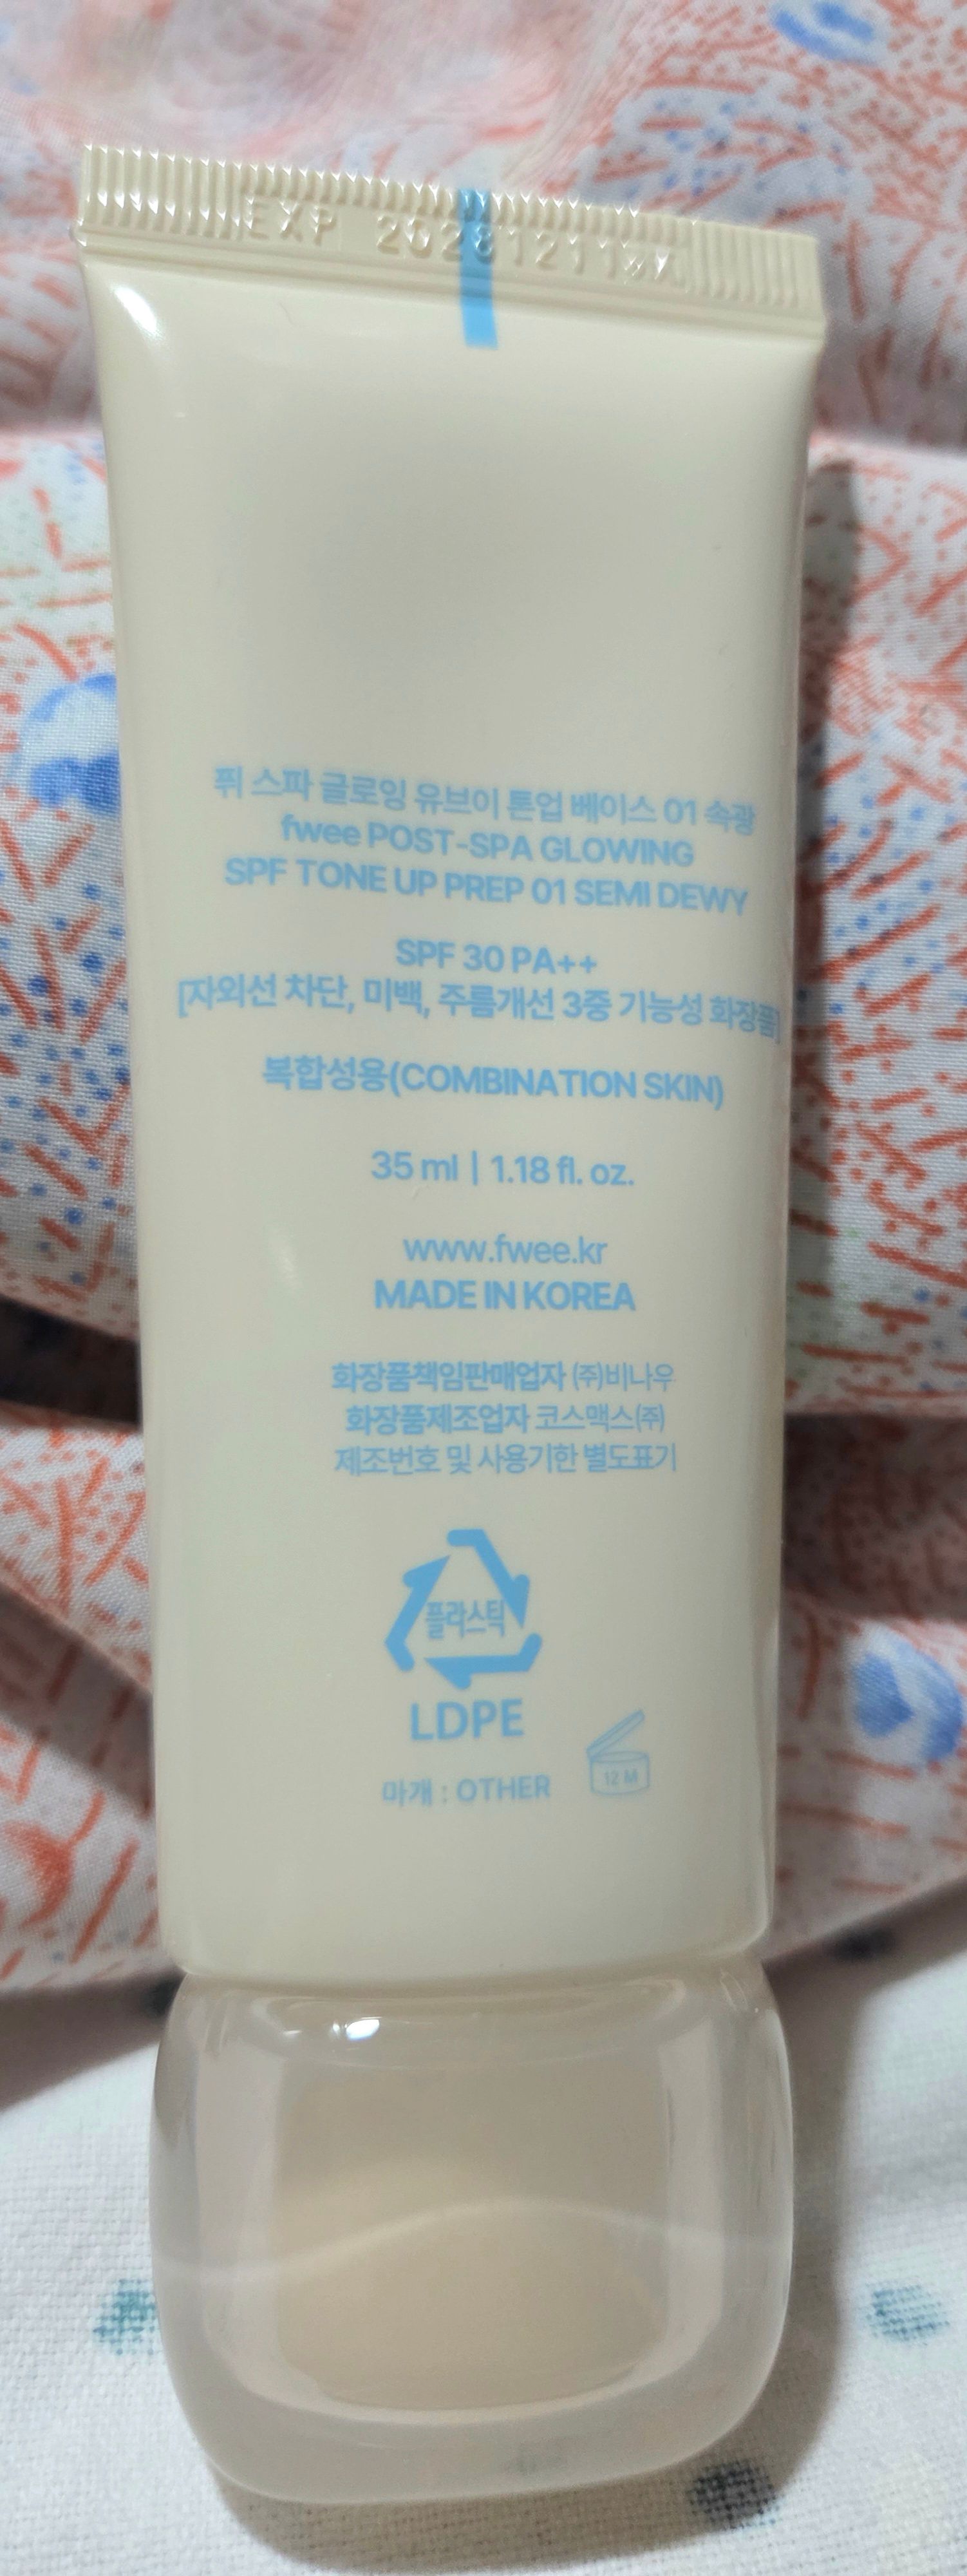 EXP 20281211
쀠 스파 글로잉 유브이 톤업 베이스 01 속광
fwee POST-SPA GLOWING
SPF TONE UP PREP 01 SEMI DEWY
SPF 30 PA++
[자외선 차단, 미백, 주름개선 3중 기능성 화장품]
복합성용(COMBINATION SKIN)
35 ml | 1.18 fl. oz.
www.fwee.kr
MADE IN KOREA
화장품책임판매업자 (주)비나우
화장품제조업자 코스맥스(주)
제조번호 및 사용기한 별도표기
플라스틱
LDPE
마개 : OTHER
12 M